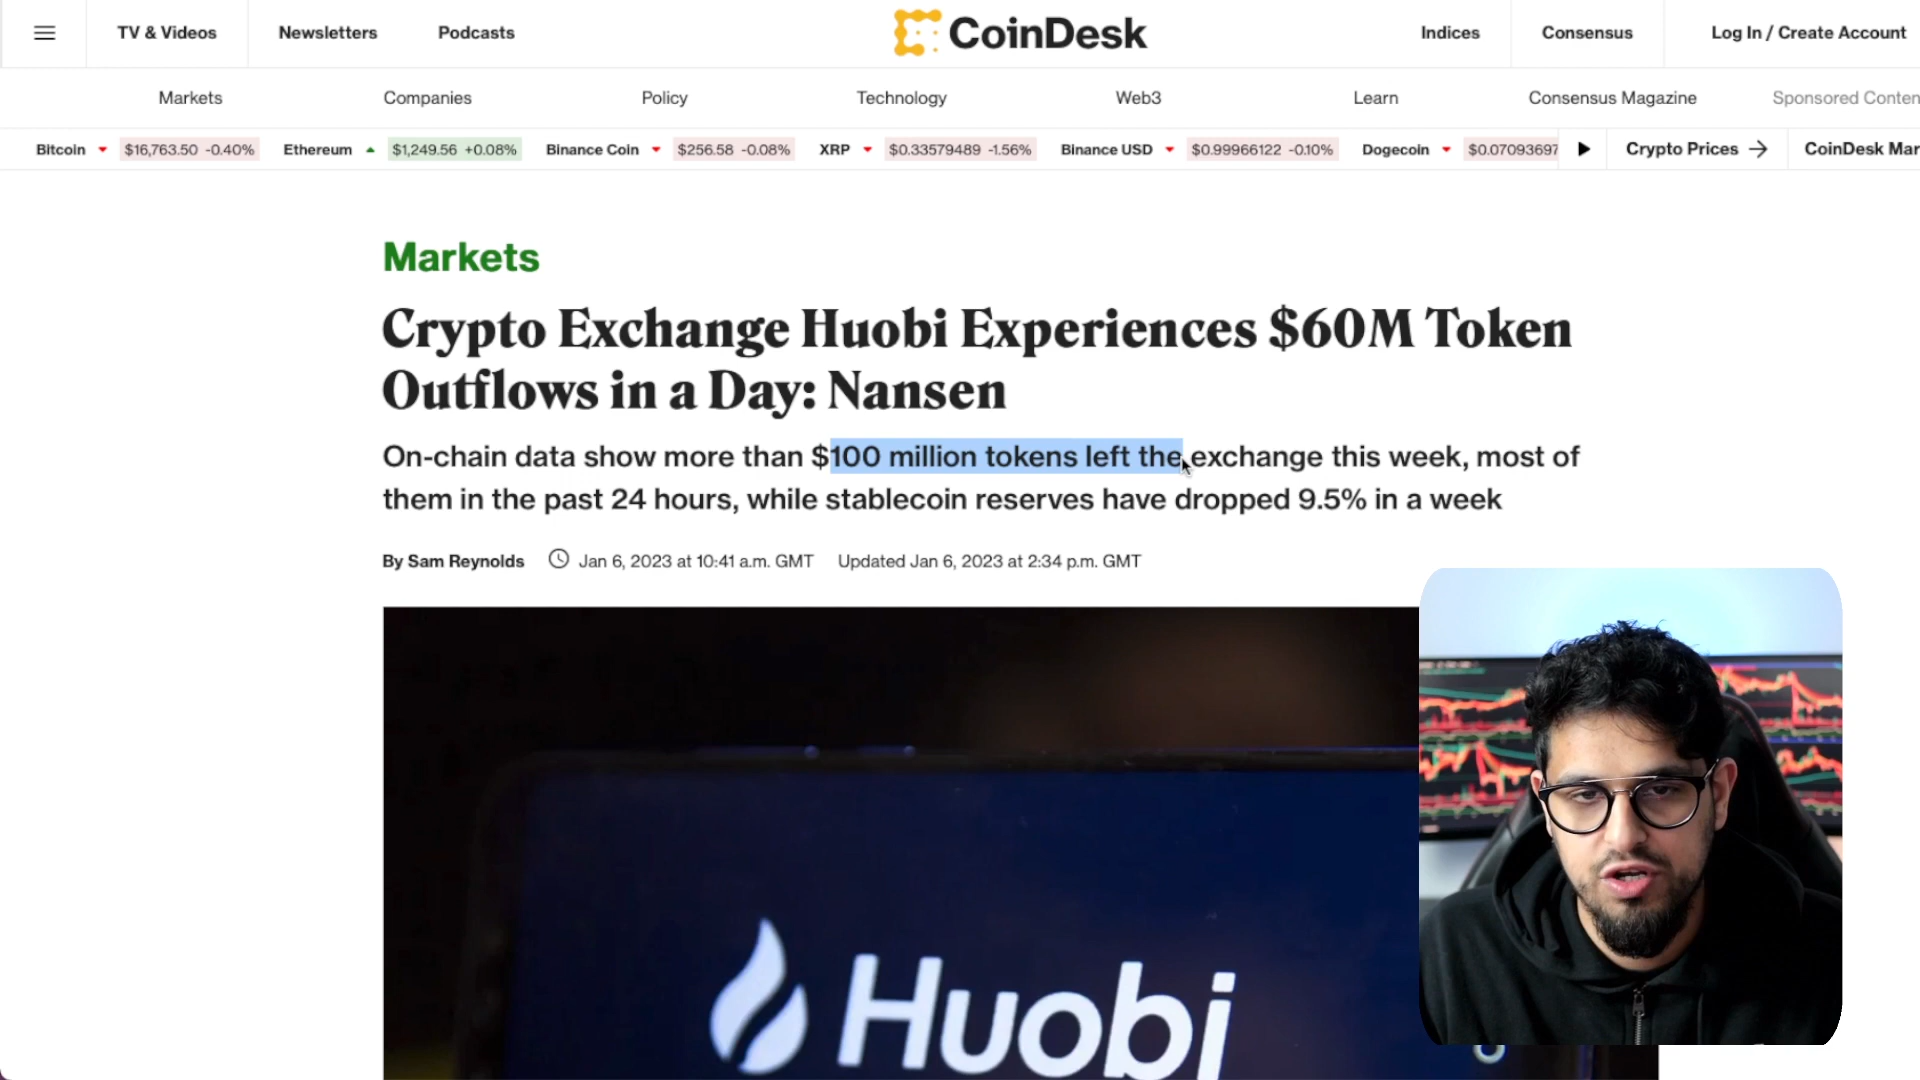 TV & Videos
Newsletters
Podcasts
CoinDesk
Indices
Consensus
Log In / Create Account
Markets
Companies
Policy
Technology
Web3
Learn
Consensus Magazine
Sponsored Conten
Bitcoin $16,763.50 -0.40%
Ethereum $1,249.56 +0.08%
Binance Coin $256.58 -0.08%
XRP $0.33579489 -1.56%
Binance USD $0.99966122 -0.10%
Dogecoin $0.07093697
Crypto Prices →
CoinDesk Mar
Markets
Crypto Exchange Huobi Experiences $60M Token
Outflows in a Day: Nansen
On-chain data show more than $100 million tokens left the exchange this week, most of
them in the past 24 hours, while stablecoin reserves have dropped 9.5% in a week
By Sam Reynolds
Jan 6, 2023 at 10:41 a.m. GMT
Updated Jan 6, 2023 at 2:34 p.m. GMT
Huobi